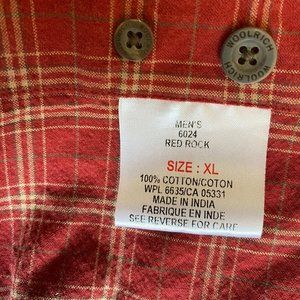 WOOLRICH
WOOLRICH
MEN'S
6024
RED ROCK
SIZE : XL
100% COTTON/COTON
WPL 6635/CA 05331
MADE IN INDIA
FABRIQUE EN INDE
SEE REVERSE FOR CARE